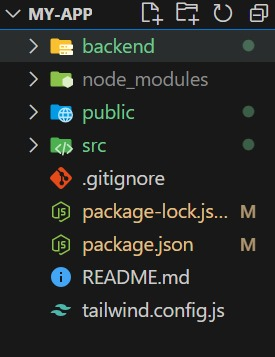 MY-APP
backend
node_modules
public
src
.gitignore
package-lock.js... M
package.json M
README.md
tailwind.config.js